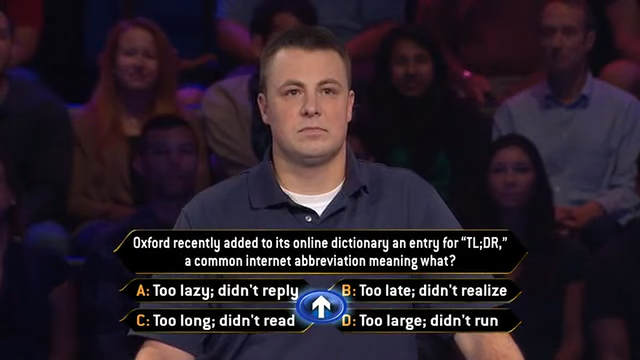 Oxford recently added to its online dictionary an entry for “TL;DR,”
a common internet abbreviation meaning what?
A: Too lazy; didn't reply
B: Too late; didn't realize
C: Too long; didn't read
D: Too large; didn't run